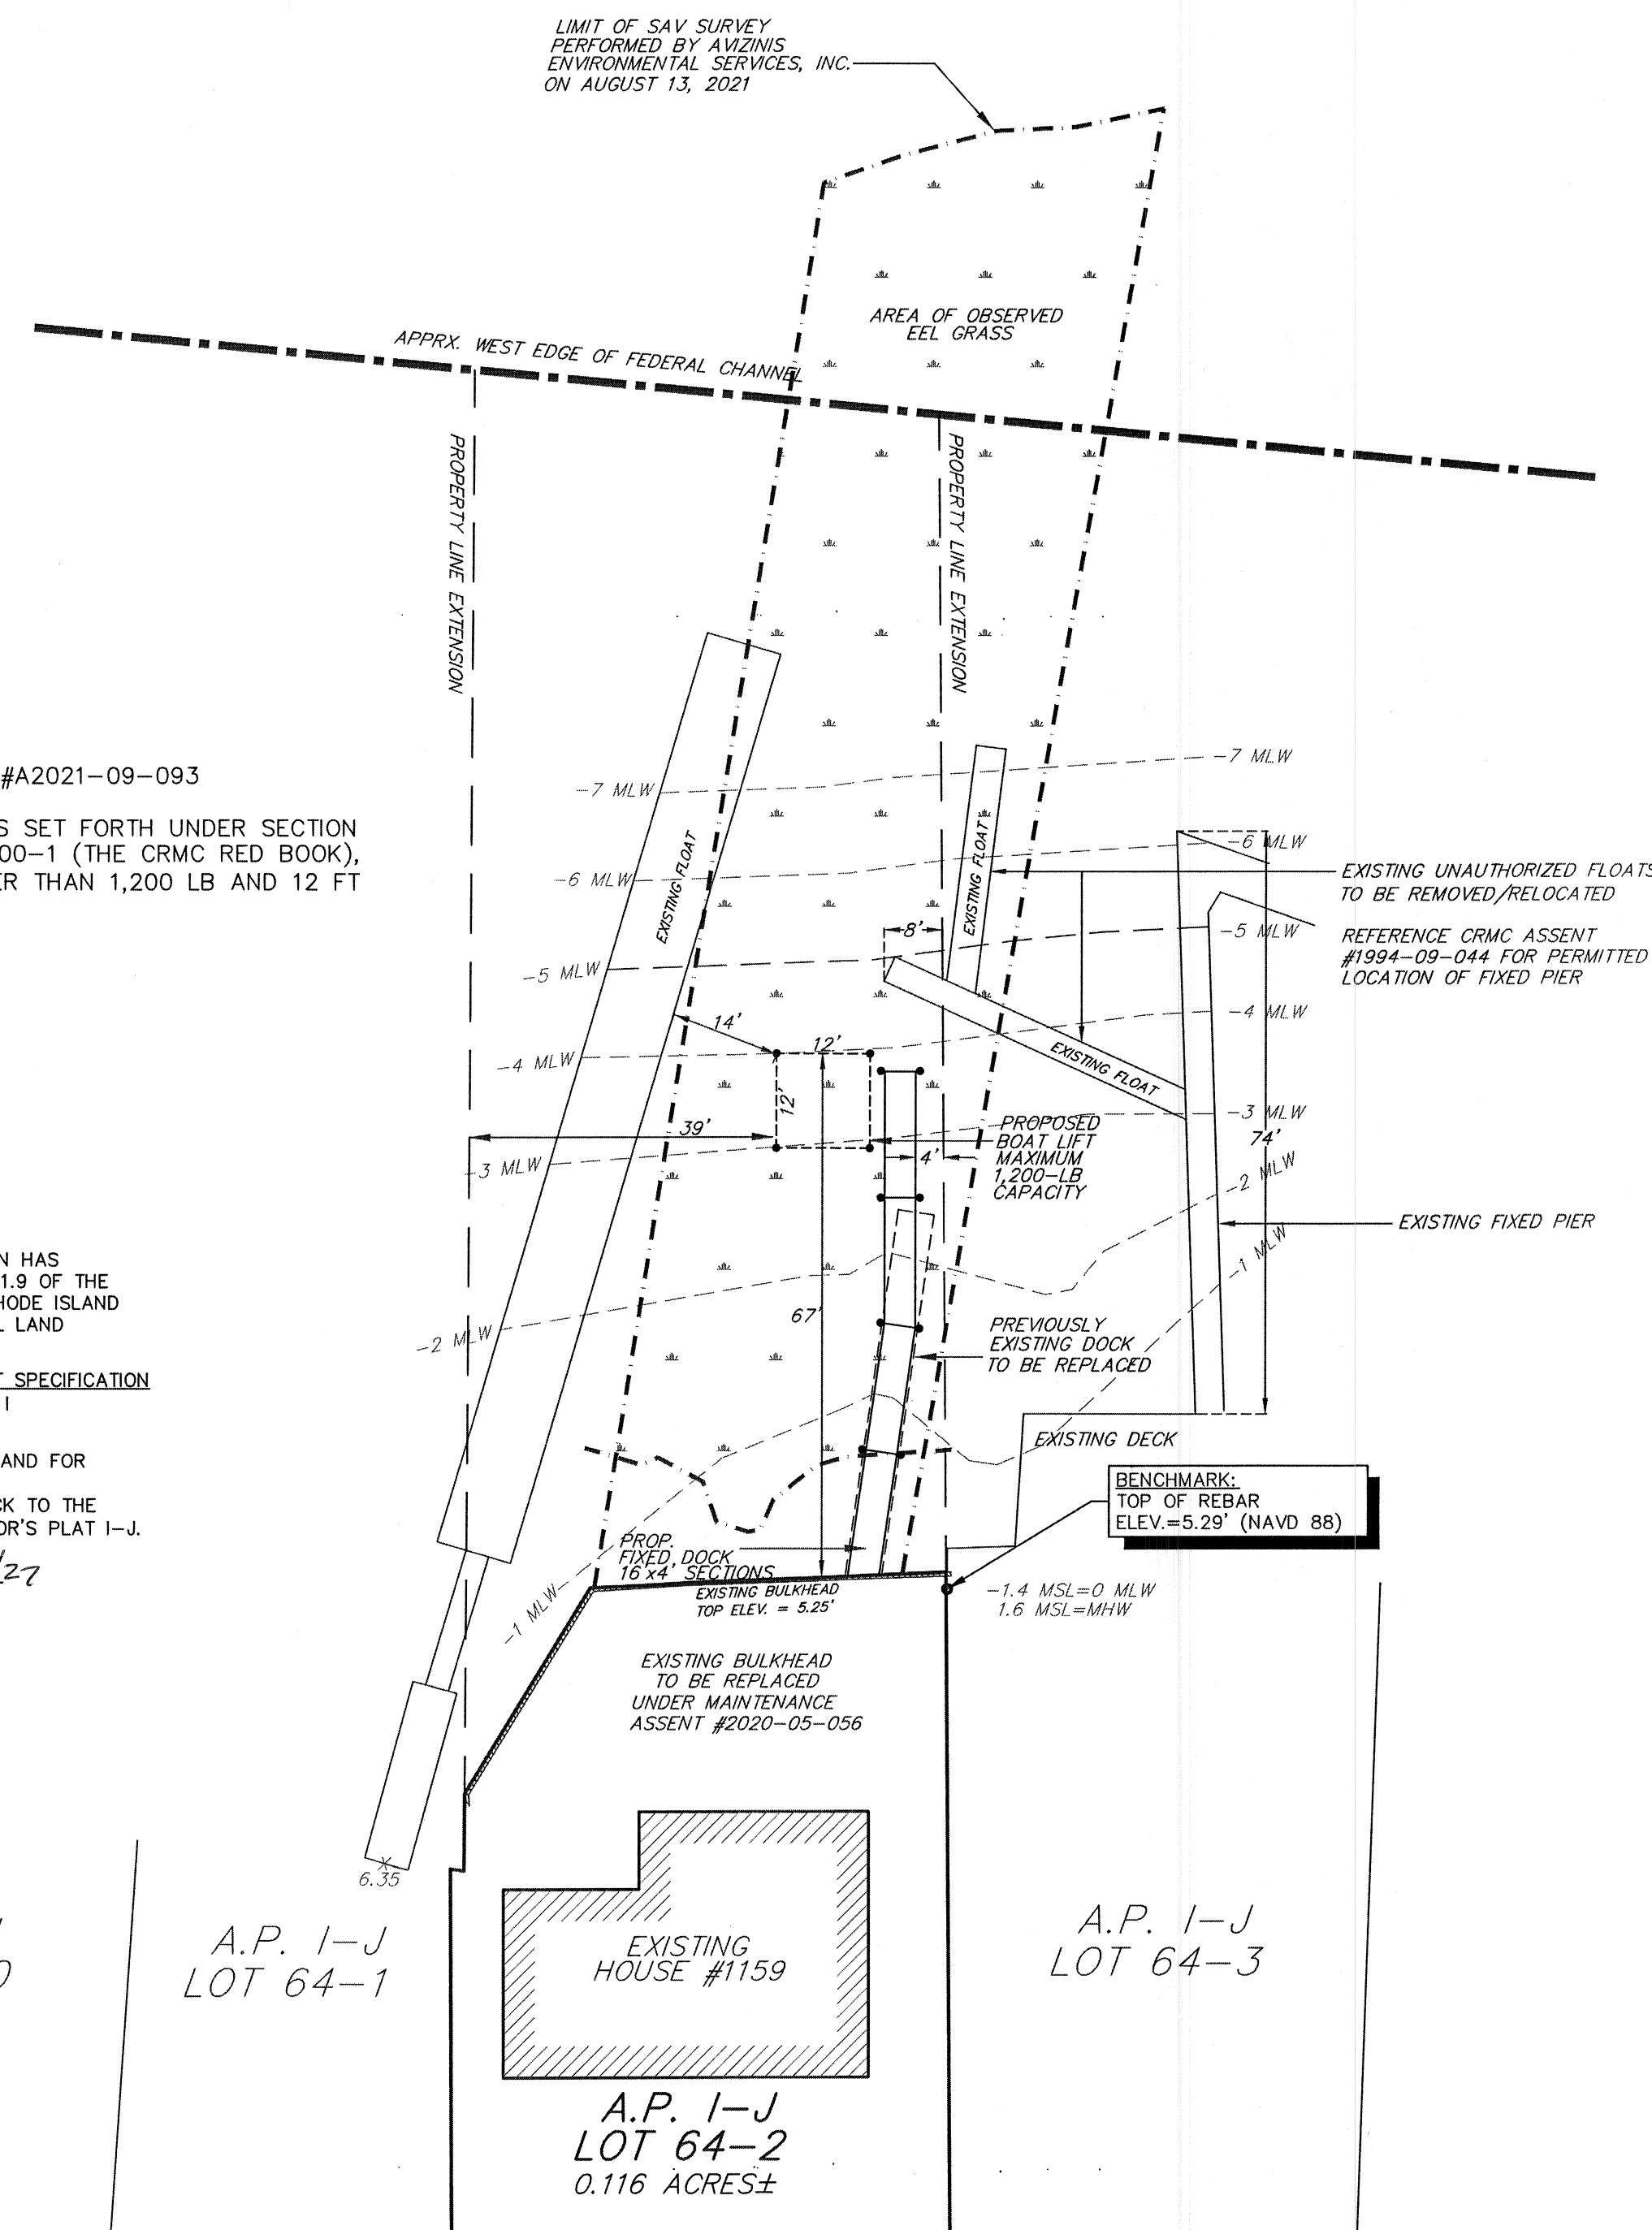 LIMIT OF SAV SURVEY
PERFORMED BY AVIZINIS
ENVIRONMENTAL SERVICES, INC.
ON AUGUST 13, 2021
AREA OF OBSERVED
EEL GRASS
APPRX. WEST EDGE OF FEDERAL CHANNEL
PROPERTY LINE EXTENSION
PROPERTY LINE EXTENSION
#A2021-09-093
S SET FORTH UNDER SECTION
00-1 (THE CRMC RED BOOK),
ER THAN 1,200 LB AND 12 FT
-7 MLW
-7 MLW
-6 MLW
-6 MLW
EXISTING FLOAT
EXISTING FLOAT
EXISTING UNAUTHORIZED FLOATS
TO BE REMOVED/RELOCATED
8'
-5 MLW
-5 MLW
REFERENCE CRMC ASSENT
#1994-09-044 FOR PERMITTED
LOCATION OF FIXED PIER
-4 MLW
14'
12'
12'
-4 MLW
EXISTING FLOAT
-3 MLW
39'
-3 MLW
74'
PROPOSED
BOAT LIFT
MAXIMUM
1,200-LB
CAPACITY
4'
-2 MLW
-1 MLW
EXISTING FIXED PIER
N HAS
1.9 OF THE
HODE ISLAND
L LAND
-2 MLW
67'
PREVIOUSLY
EXISTING DOCK
TO BE REPLACED
T SPECIFICATION
I
AND FOR
CK TO THE
OR'S PLAT I-J.
27
EXISTING DECK
BENCHMARK:
TOP OF REBAR
ELEV.=5.29' (NAVD 88)
PROP.
FIXED DOCK
16'x4' SECTIONS
EXISTING BULKHEAD
TOP ELEV. = 5.25'
-1 MLW
-1.4 MSL=0 MLW
1.6 MSL=MHW
EXISTING BULKHEAD
TO BE REPLACED
UNDER MAINTENANCE
ASSENT #2020-05-056
6.35
A.P. I-J
LOT 64-1
EXISTING
HOUSE #1159
A.P. I-J
LOT 64-3
A.P. I-J
LOT 64-2
0.116 ACRES±